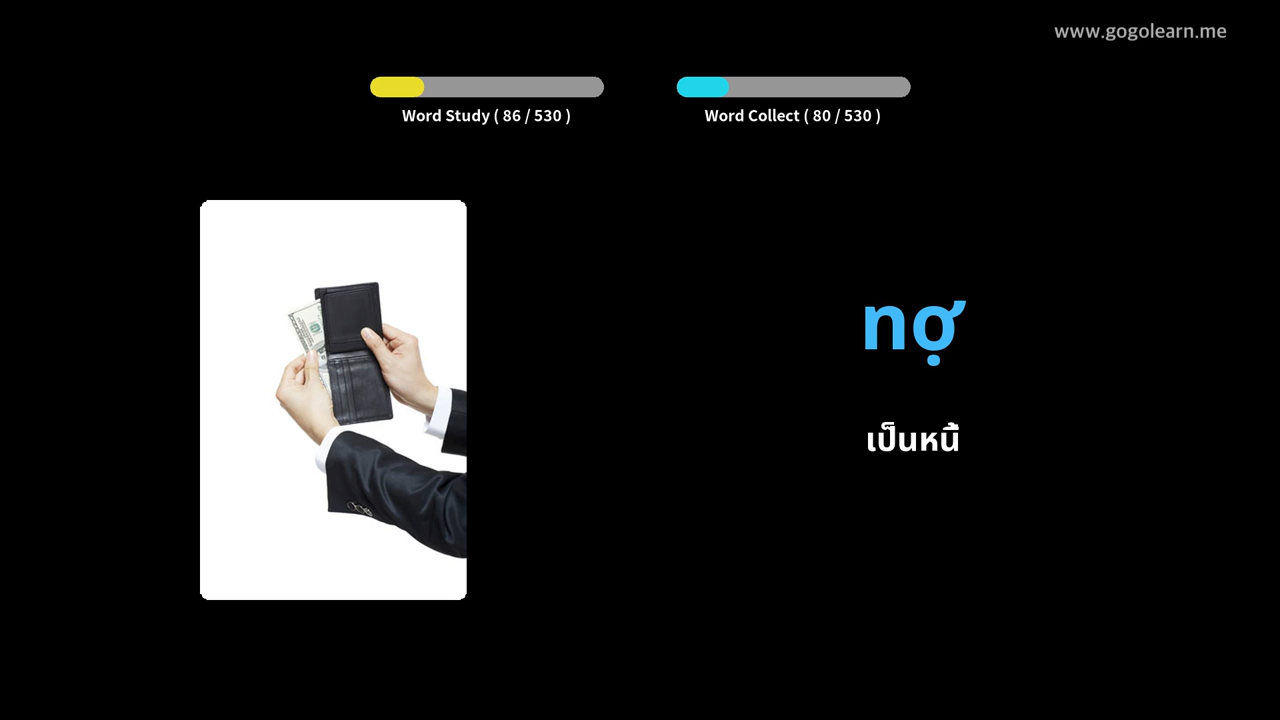 www.gogolearn.me
Word Study ( 86 / 530 )
Word Collect ( 80 / 530 )
nợ
เป็นหนี้